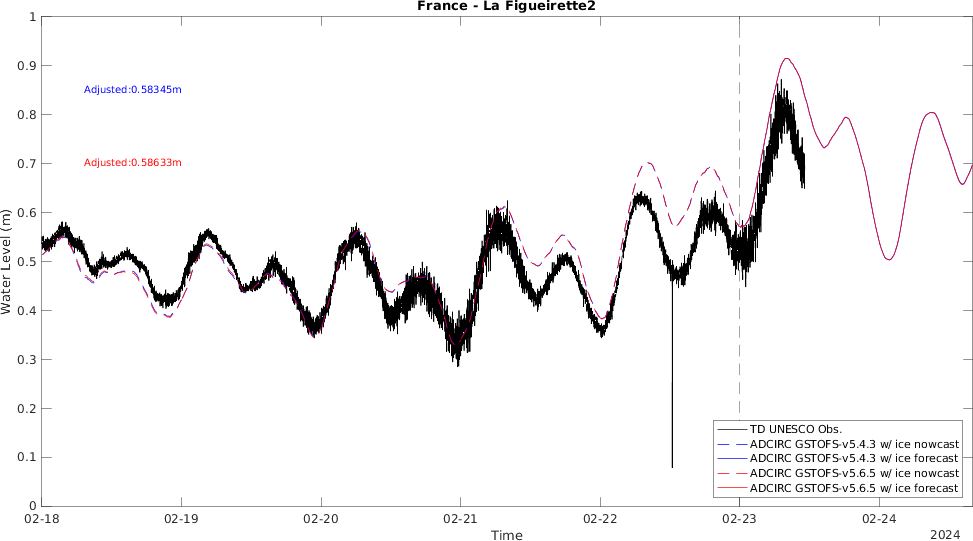 France - La Figueirette2
1
0.9
0.8
0.7
0.6
0.5
0.4
0.3
0.2
0.1
0
Water Level (m)
Adjusted:0.58345m
Adjusted:0.58633m
TD UNESCO Obs.
ADCIRC GSTOFS-v5.4.3 w/ ice nowcast
ADCIRC GSTOFS-v5.4.3 w/ ice forecast
ADCIRC GSTOFS-v5.6.5 w/ ice nowcast
ADCIRC GSTOFS-v5.6.5 w/ ice forecast
02-18 02-19 02-20 02-21 02-22 02-23 02-24
Time
2024